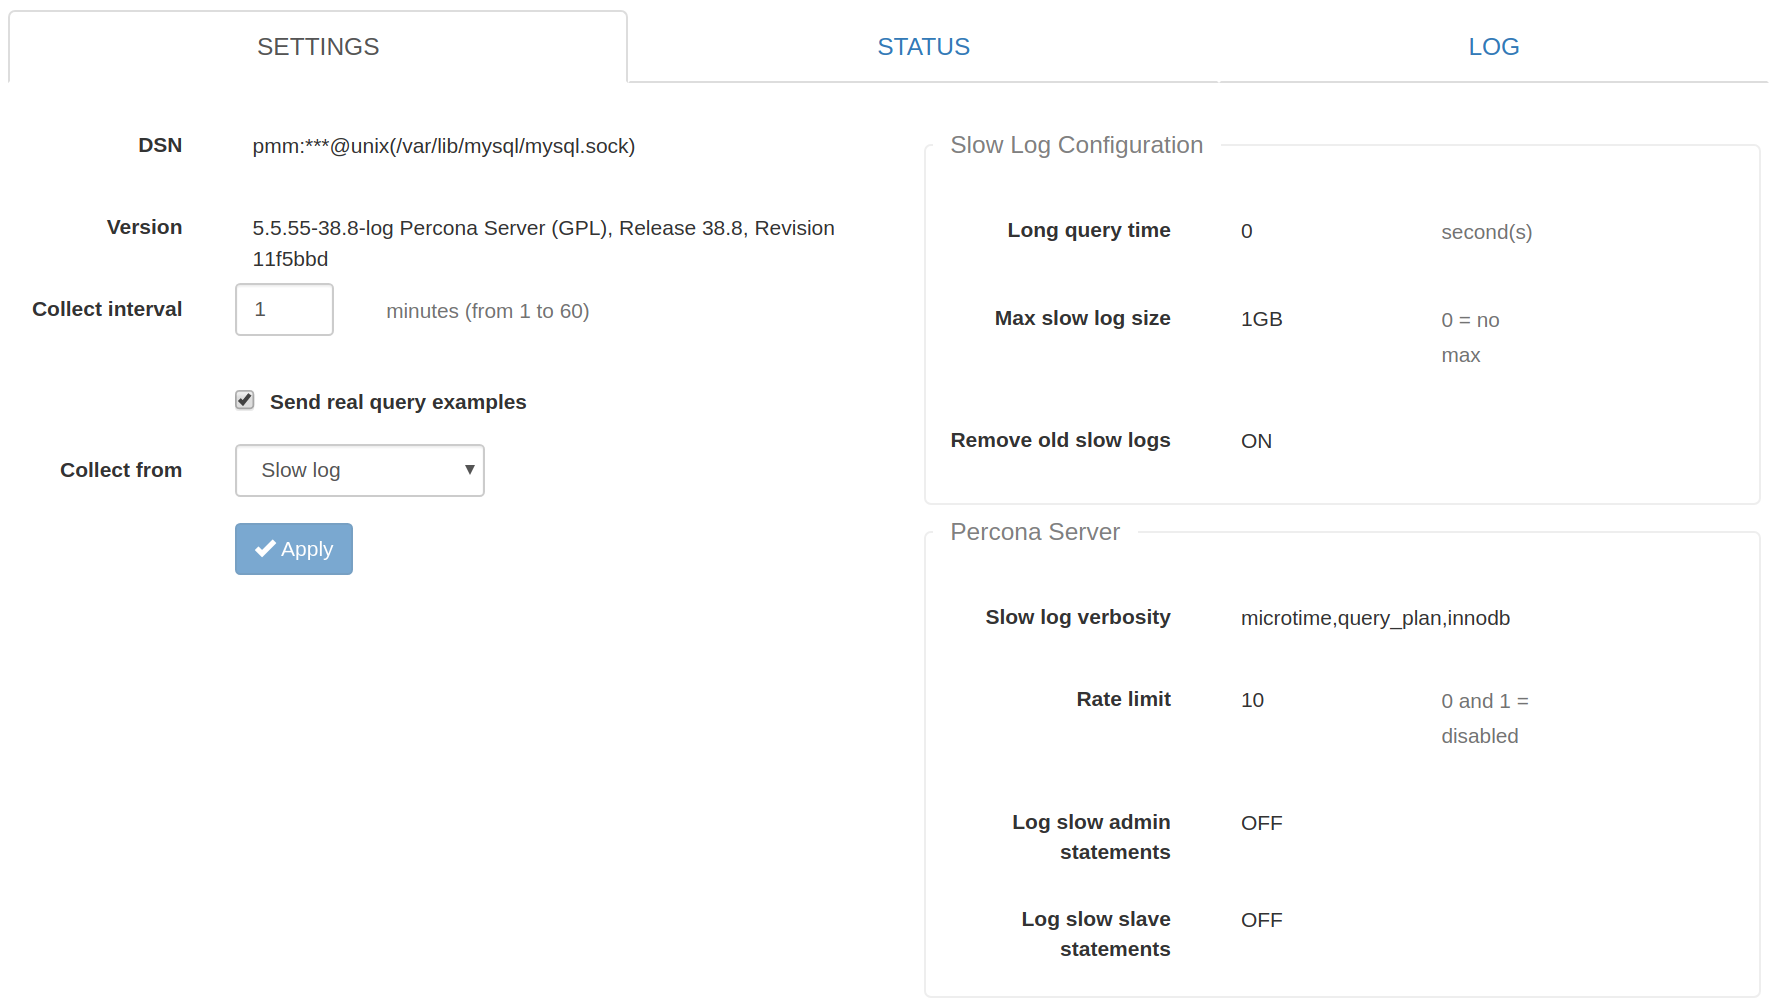 SETTINGS
STATUS
LOG
DSN
pmm:***@unix(/var/lib/mysql/mysql.sock)
Version
5.5.55-38.8-log Percona Server (GPL), Release 38.8, Revision
11f5bbd
Collect interval
1
minutes (from 1 to 60)
Send real query examples
Collect from
Slow log
Apply
Slow Log Configuration
Long query time
0
second(s)
Max slow log size
1GB
0 = no
max
Remove old slow logs
ON
Percona Server
Slow log verbosity
microtime,query_plan,innodb
Rate limit
10
0 and 1 =
disabled
Log slow admin
statements
OFF
Log slow slave
statements
OFF